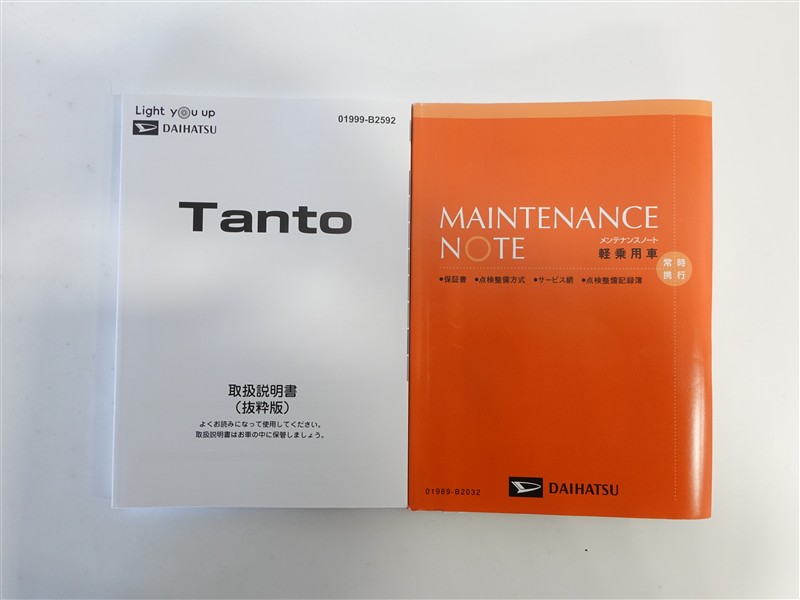 Light you up
DAIHATSU
01999-B2592
Tanto
取扱説明書
（抜粋版）
よくお読みになって使用してください。
取扱説明書はお車の中に保管しましょう。
MAINTENANCE
NOTE
メンテナンスノート
軽乗用車
常時
携行
●保証書 ●点検整備方式 ●サービス網 ●点検整備記録簿
01989-B2032
DAIHATSU